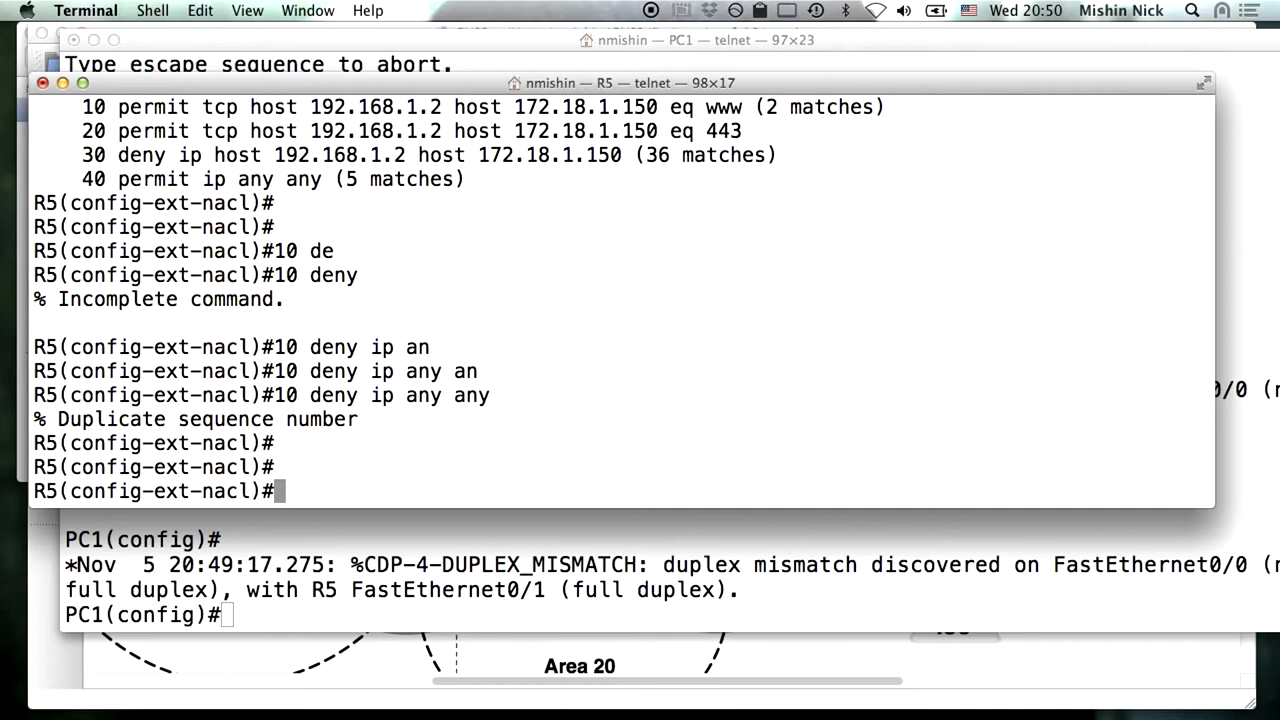 Terminal Shell Edit View Window Help Wed 20:50 Mishin Nick
nmishin — PC1 — telnet — 97×23
Type escape sequence to abort.
nmishin — R5 — telnet — 98×17
10 permit tcp host 192.168.1.2 host 172.18.1.150 eq www (2 matches)
20 permit tcp host 192.168.1.2 host 172.18.1.150 eq 443
30 deny ip host 192.168.1.2 host 172.18.1.150 (36 matches)
40 permit ip any any (5 matches)
R5(config-ext-nacl)#
R5(config-ext-nacl)#
R5(config-ext-nacl)#10 de
R5(config-ext-nacl)#10 deny
% Incomplete command.
R5(config-ext-nacl)#10 deny ip an
R5(config-ext-nacl)#10 deny ip any an
R5(config-ext-nacl)#10 deny ip any any
% Duplicate sequence number
R5(config-ext-nacl)#
R5(config-ext-nacl)#
R5(config-ext-nacl)#
PC1(config)#
*Nov  5 20:49:17.275: %CDP-4-DUPLEX_MISMATCH: duplex mismatch discovered on FastEthernet0/0 (n
full duplex), with R5 FastEthernet0/1 (full duplex).
PC1(config)#
Area 20